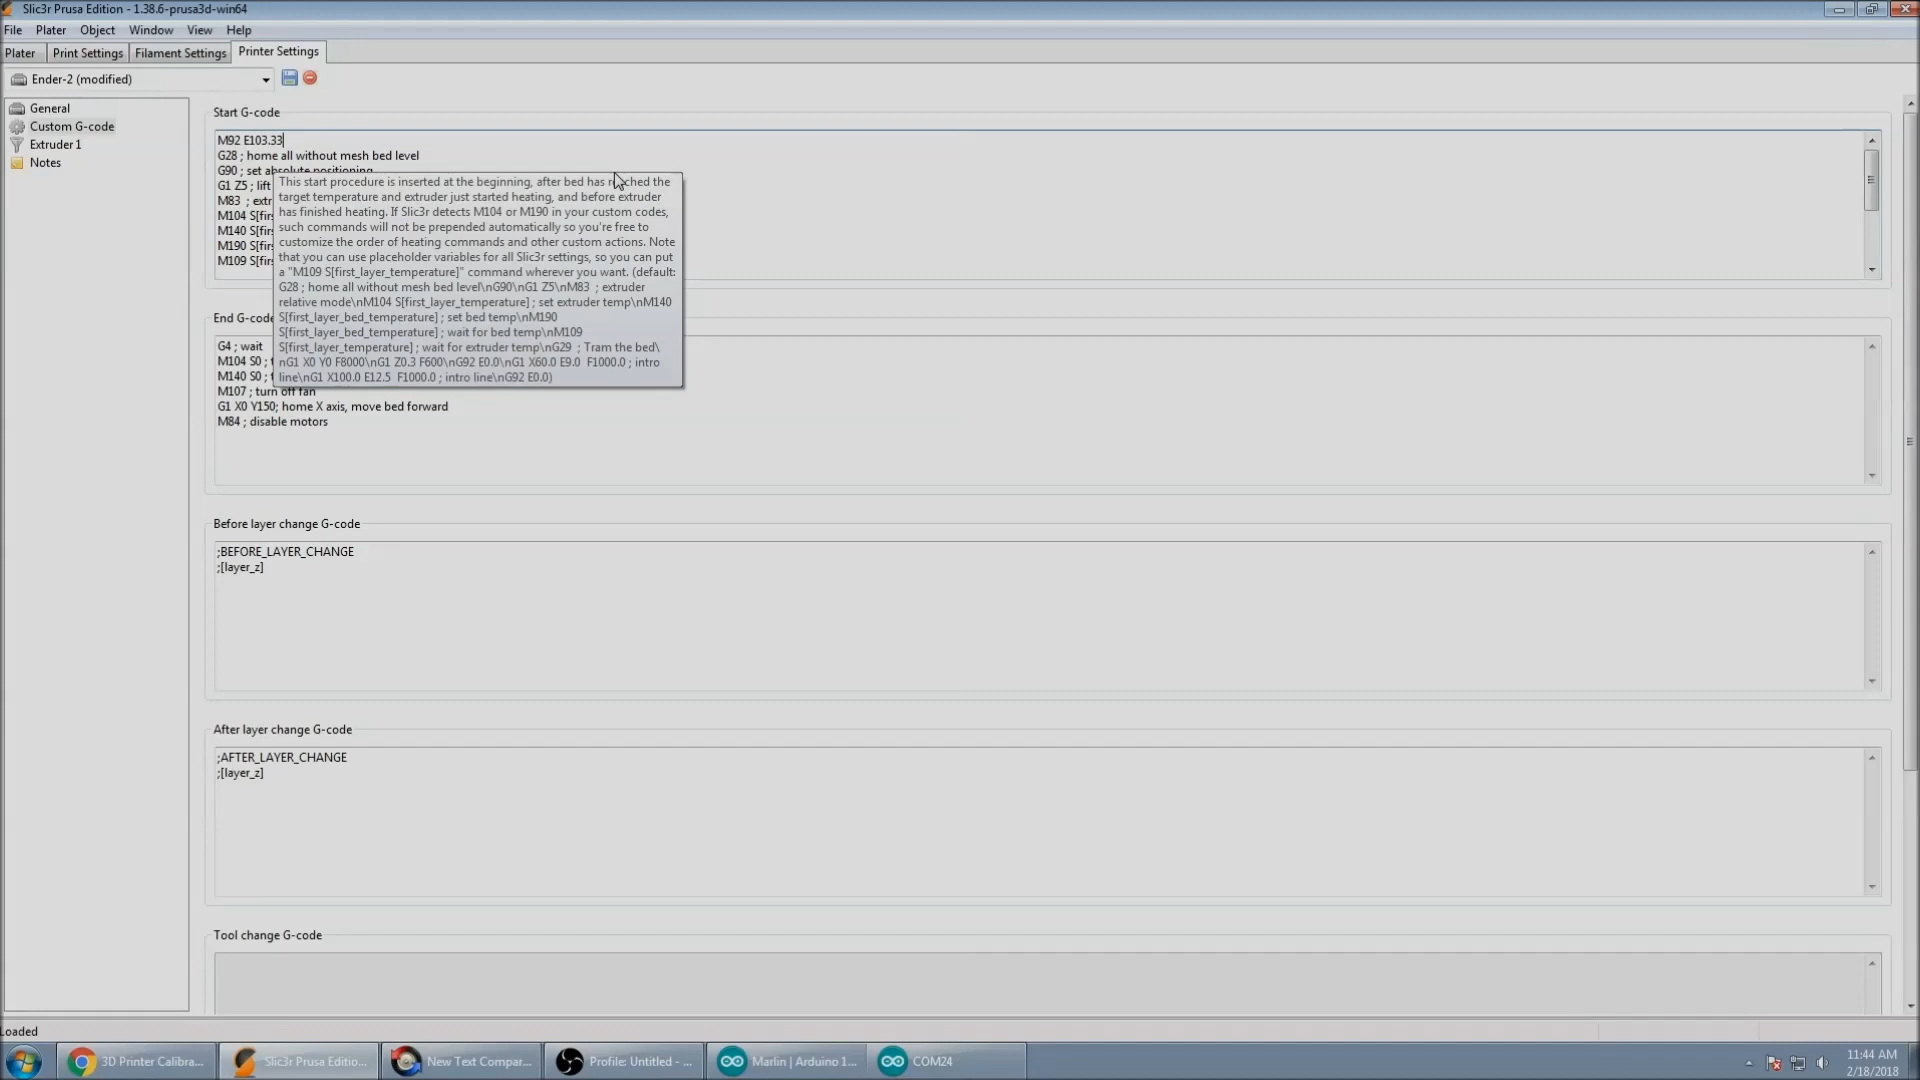 Slic3r Prusa Edition - 1.38.6-prusa3d-win64
File Plater Object Window View Help
Plater Print Settings Filament Settings Printer Settings
Ender-2 (modified)
General
Custom G-code
Extruder 1
Notes
Start G-code
M92 E103.33
G28 ; home all without mesh bed level
G90 ; set absolute positioning
G1 Z5 ; lift
M83 ; extr
M104 S[firs
M140 S[firs
M190 S[firs
M109 S[firs
This start procedure is inserted at the beginning, after bed has reached the
target temperature and extruder just started heating, and before extruder
has finished heating. If Slic3r detects M104 or M190 in your custom codes,
such commands will not be prepended automatically so you're free to
customize the order of heating commands and other custom actions. Note
that you can use placeholder variables for all Slic3r settings, so you can put
a "M109 S[first_layer_temperature]" command wherever you want. (default:
G28 ; home all without mesh bed level\nG90\nG1 Z5\nM83 ; extruder
relative mode\nM104 S[first_layer_temperature] ; set extruder temp\nM140
S[first_layer_bed_temperature] ; set bed temp\nM190
S[first_layer_bed_temperature] ; wait for bed temp\nM109
S[first_layer_temperature] ; wait for extruder temp\nG29 ; Tram the bed\
nG1 X0 Y0 F8000\nG1 Z0.3 F600\nG92 E0.0\nG1 X60.0 E9.0 F1000.0 ; intro
line\nG1 X100.0 E12.5 F1000.0 ; intro line\nG92 E0.0)
End G-code
G4 ; wait
M104 S0 ; t
M140 S0 ; t
M107 ; turn off fan
G1 X0 Y150; home X axis, move bed forward
M84 ; disable motors
Before layer change G-code
;BEFORE_LAYER_CHANGE
;[layer_z]
After layer change G-code
;AFTER_LAYER_CHANGE
;[layer_z]
Tool change G-code
Loaded
3D Printer Calibra... Slic3r Prusa Editio... New Text Compar... Profile: Untitled - ... Marlin | Arduino 1... COM24
11:44 AM
2/18/2018